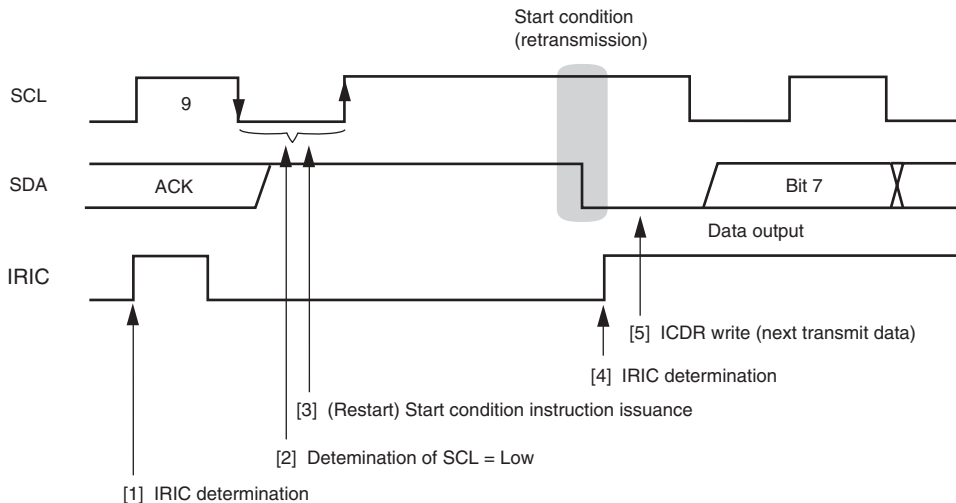 Start condition
(retransmission)
SCL
9
SDA
ACK
Bit 7
Data output
IRIC
[5] ICDR write (next transmit data)
[4] IRIC determination
[3] (Restart) Start condition instruction issuance
[2] Detemination of SCL = Low
[1] IRIC determination